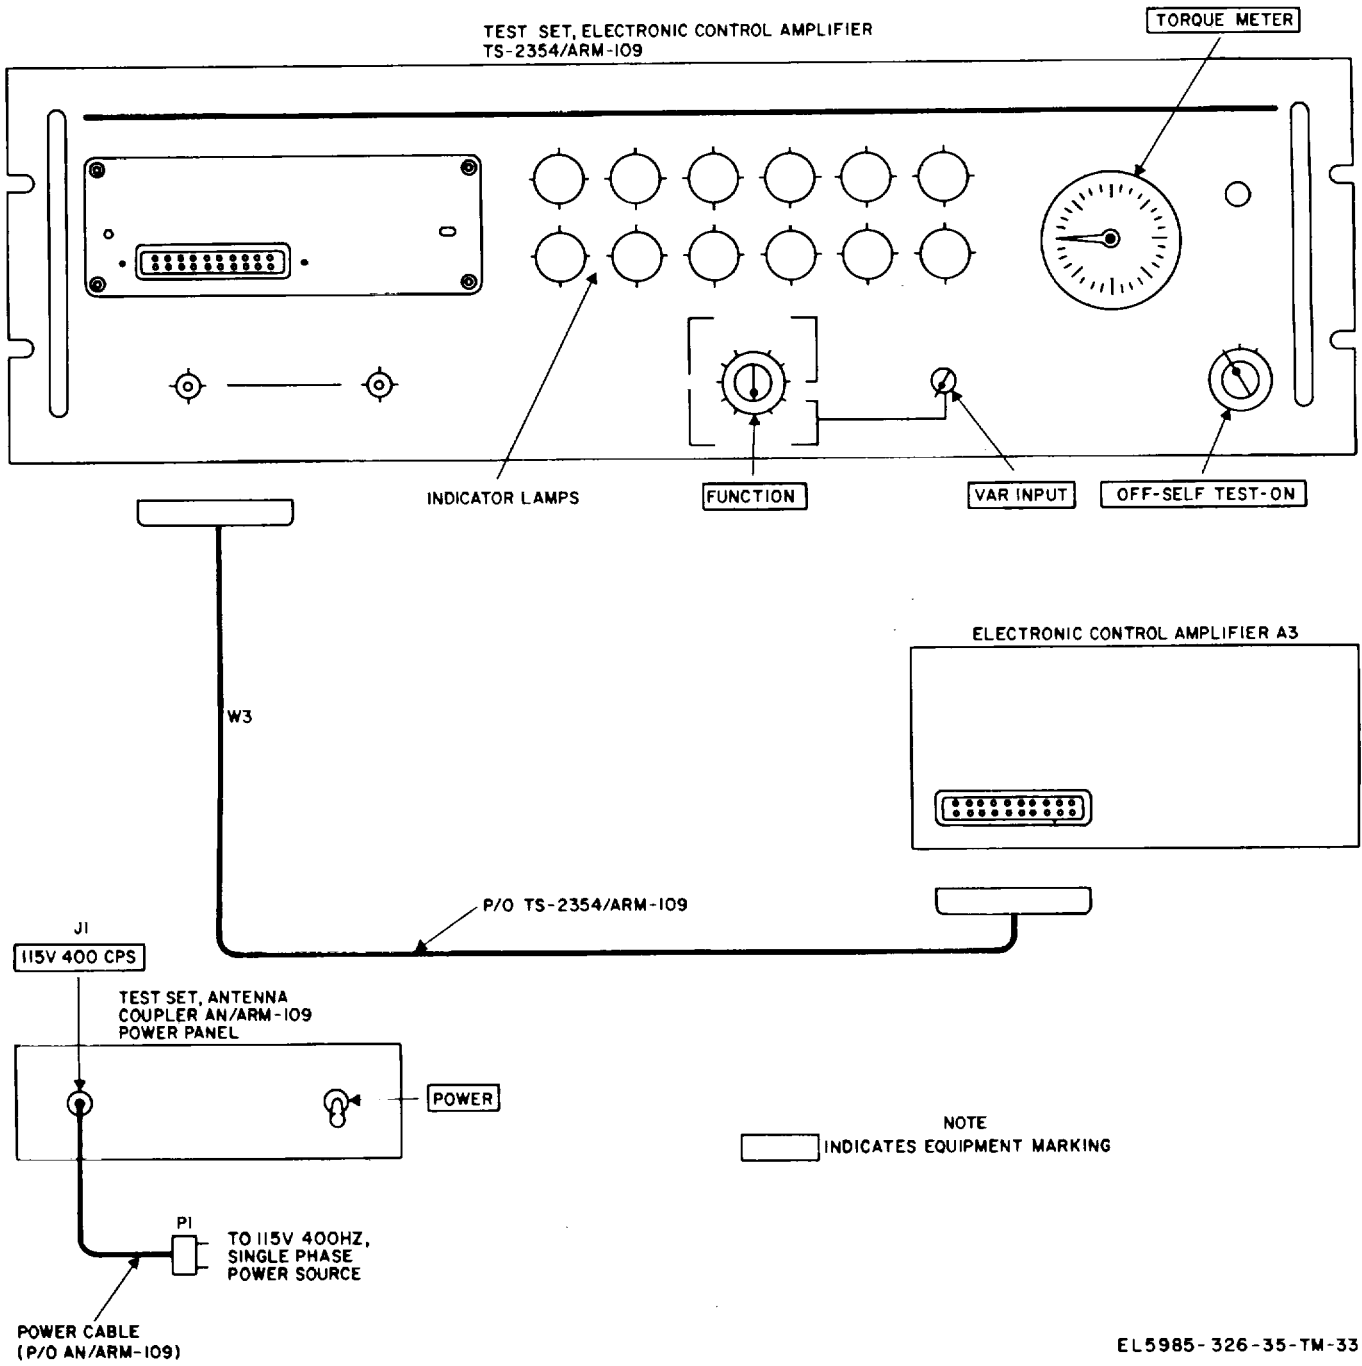 TEST SET, ELECTRONIC CONTROL AMPLIFIER
TS-2354/ARM-109
TORQUE METER
INDICATOR LAMPS
FUNCTION
VAR INPUT
OFF-SELF TEST-ON
ELECTRONIC CONTROL AMPLIFIER A3
W3
P/O TS-2354/ARM-109
J1
115V 400 CPS
TEST SET, ANTENNA
COUPLER AN/ARM-109
POWER PANEL
POWER
NOTE
INDICATES EQUIPMENT MARKING
P1
TO 115V 400HZ,
SINGLE PHASE
POWER SOURCE
POWER CABLE
(P/O AN/ARM-109)
EL5985-326-35-TM-33